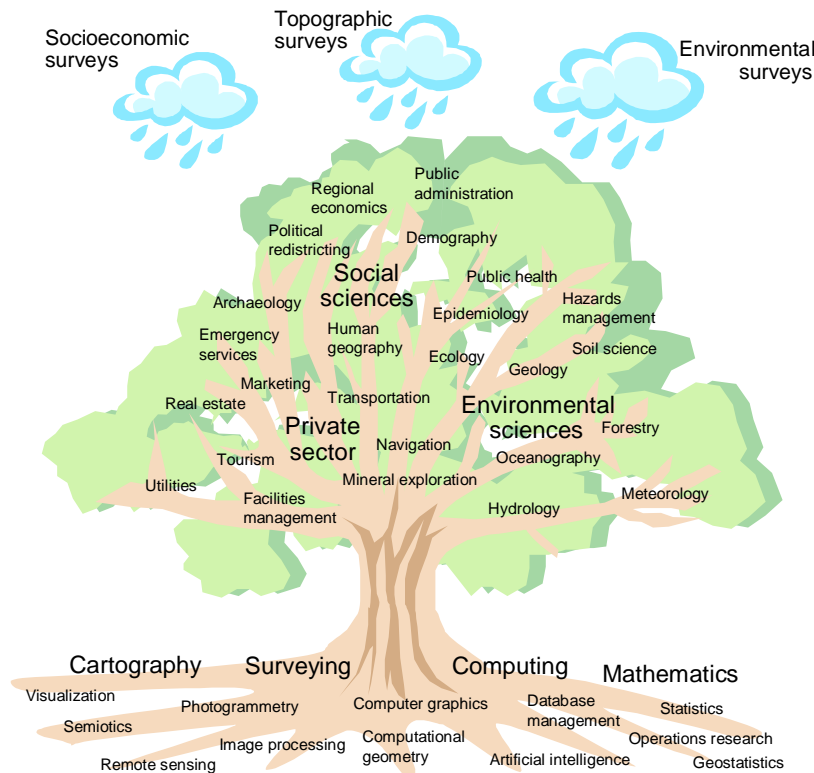 Socioeconomic
surveys
Topographic
surveys
Environmental
surveys
Public
administration
Regional
economics
Political
redistricting
Demography
Social
sciences
Public health
Archaeology
Hazards
management
Epidemiology
Emergency
services
Human
geography
Ecology
Soil science
Geology
Marketing
Real estate
Transportation
Environmental
sciences
Private
sector
Forestry
Navigation
Tourism
Oceanography
Utilities
Mineral exploration
Facilities
management
Hydrology
Meteorology
Cartography
Surveying
Computing
Mathematics
Visualization
Semiotics
Photogrammetry
Computer graphics
Database
management
Statistics
Remote sensing
Image processing
Computational
geometry
Artificial intelligence
Operations research
Geostatistics